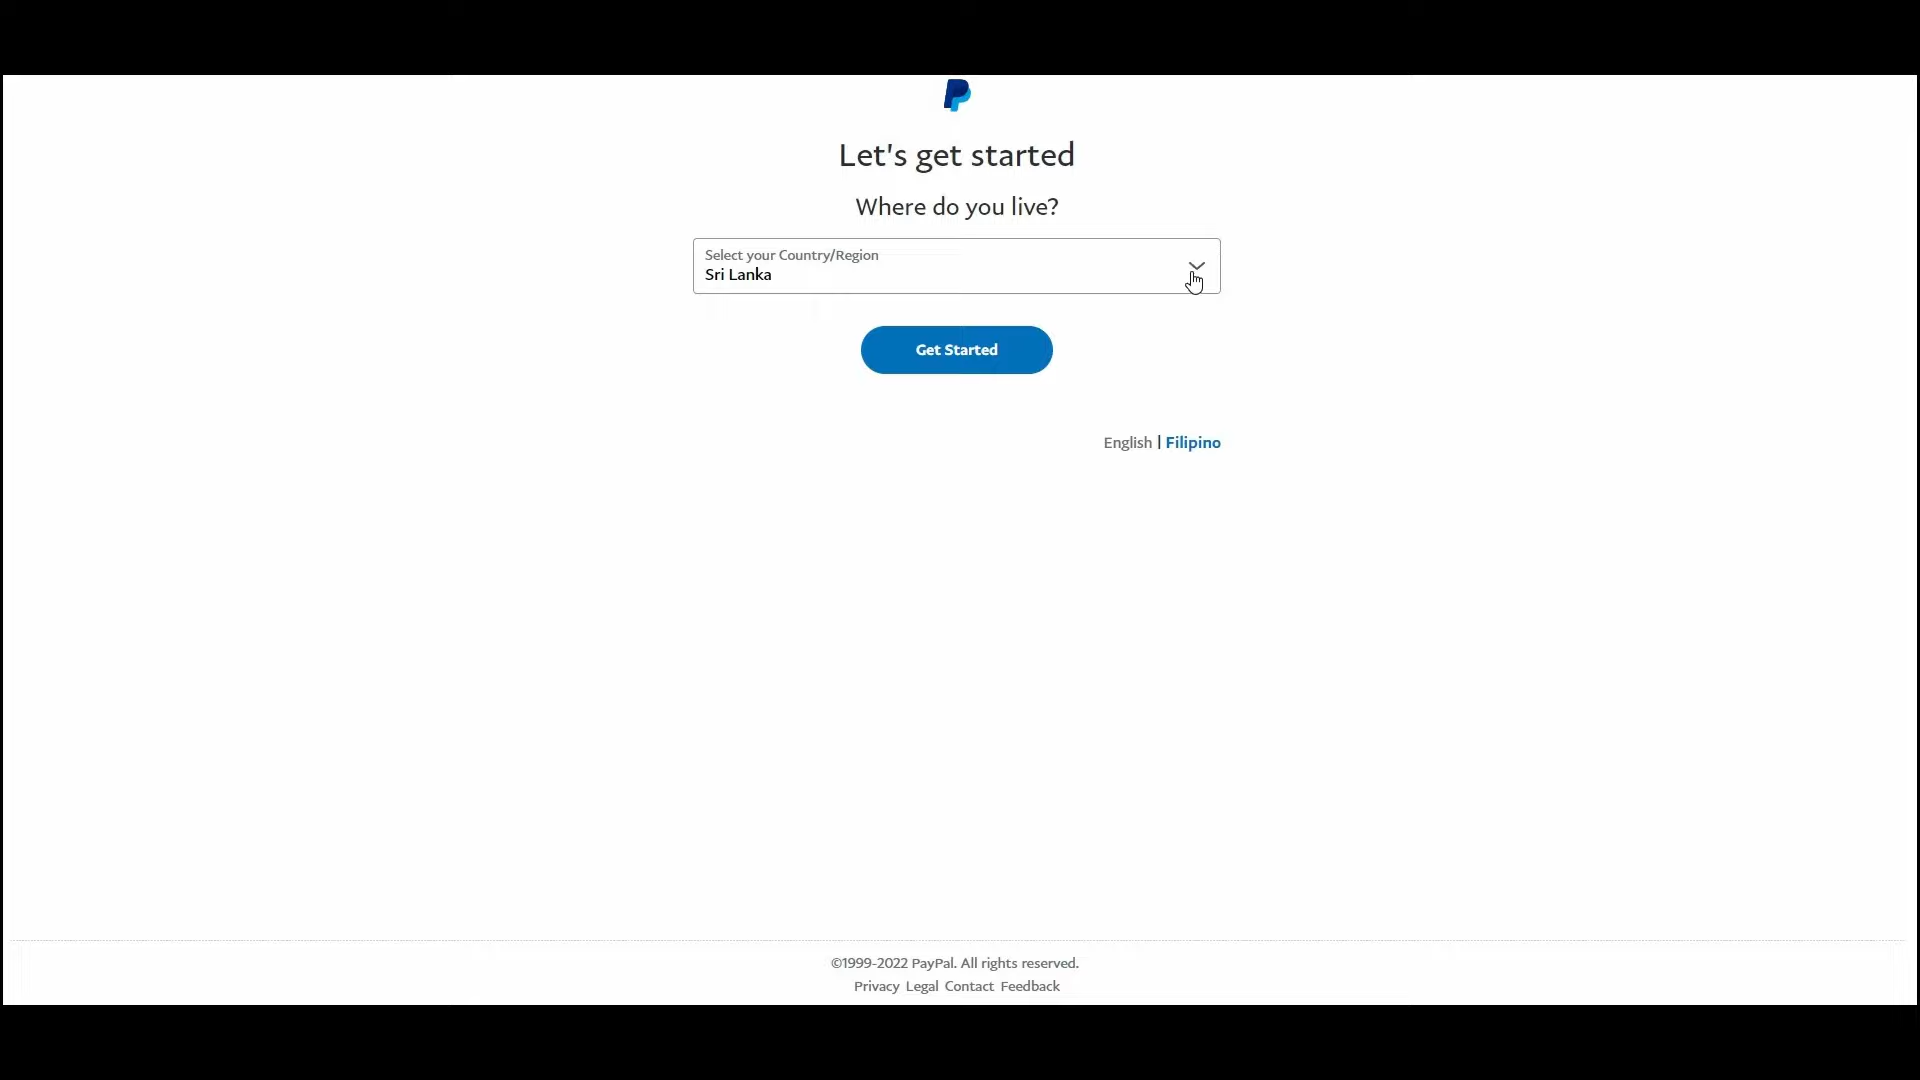 Let's get started
Where do you live?
Select your Country/Region
Sri Lanka
Get Started
English | Filipino
©1999-2022 PayPal. All rights reserved.
Privacy Legal Contact Feedback